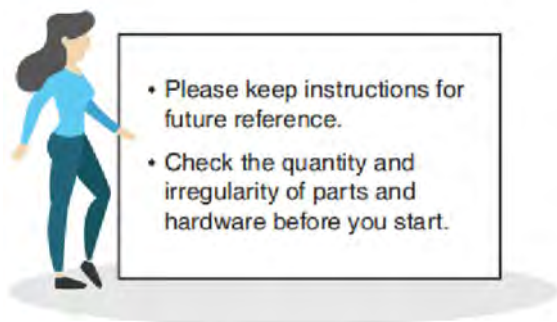 • Please keep instructions for
future reference.
• Check the quantity and
irregularity of parts and
hardware before you start.